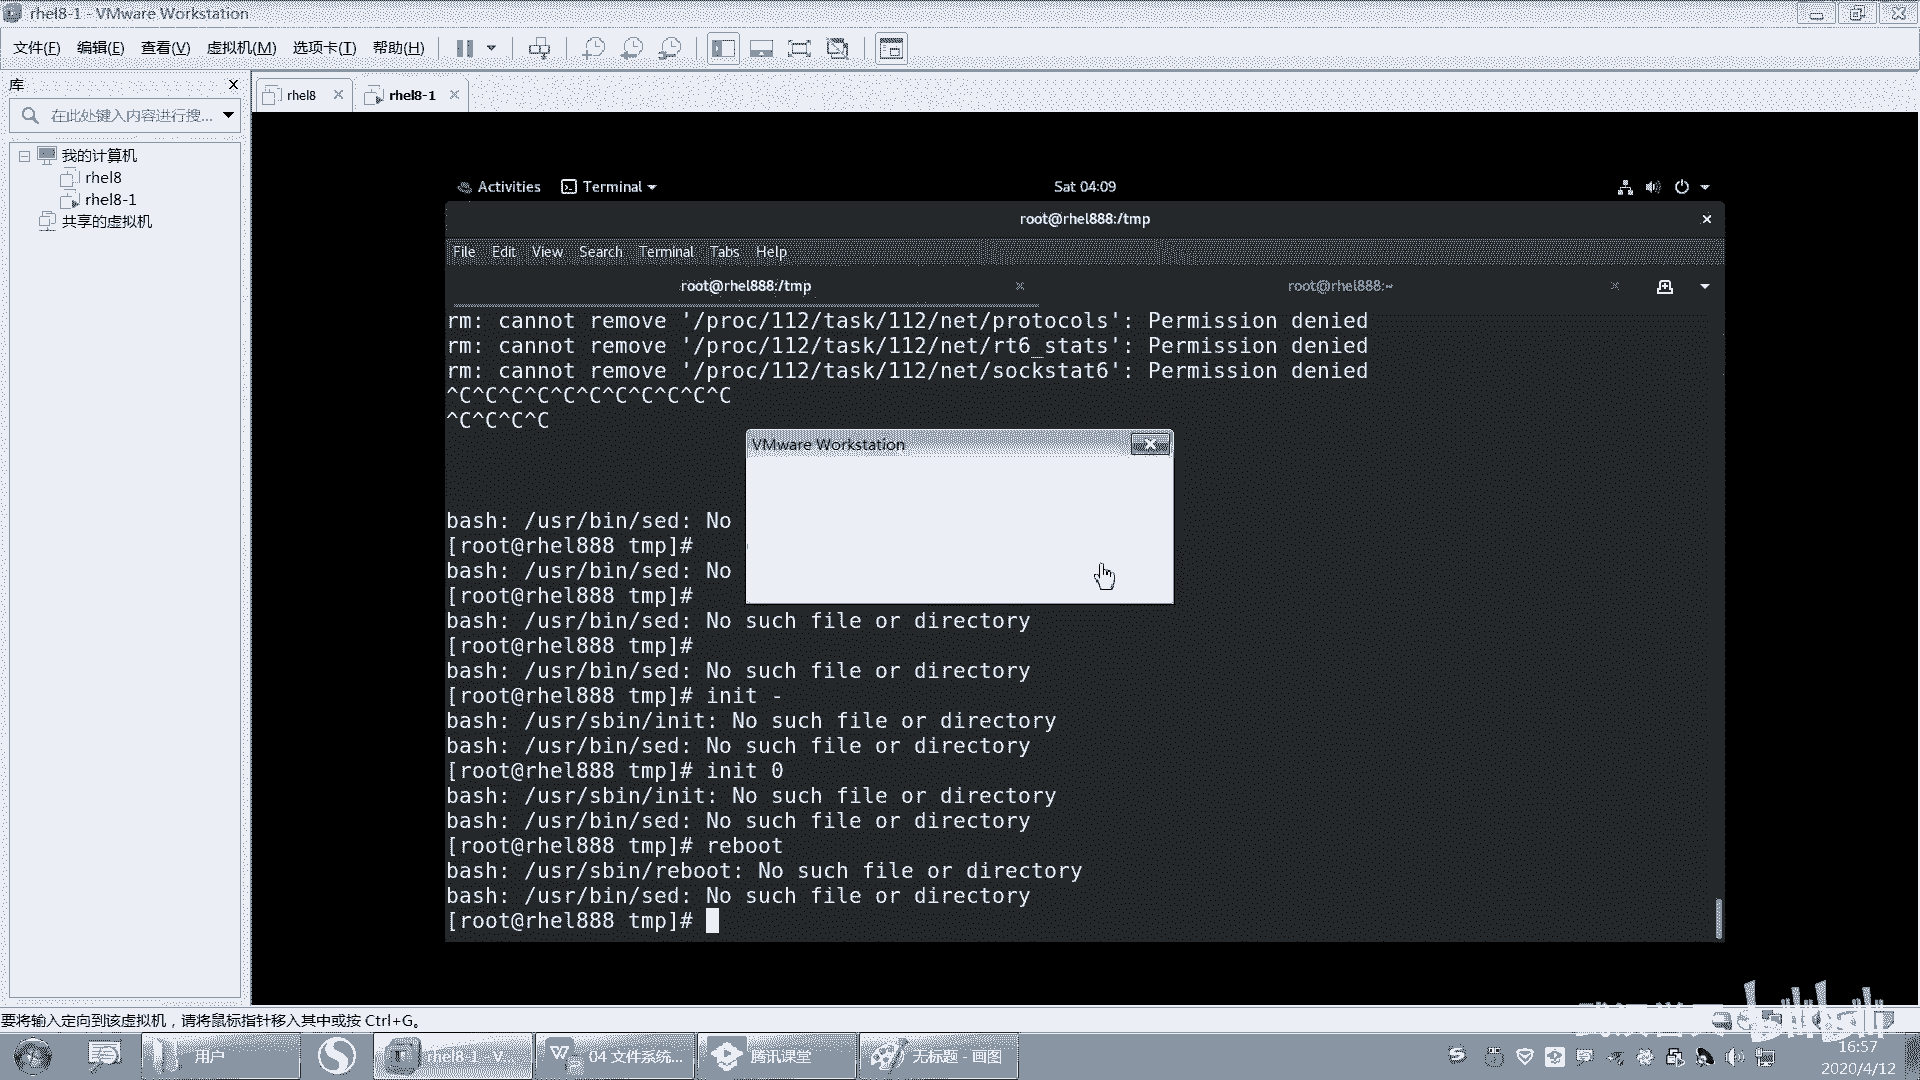 rhel8-1 - VMware Workstation
文件(F) 编辑(E) 查看(V) 虚拟机(M) 选项卡(T) 帮助(H)
库
在此处键入内容进行搜...
我的计算机
rhel8
rhel8-1
共享的虚拟机
rhel8
rhel8-1
Activities Terminal Sat 04:09
root@rhel888:/tmp
File Edit View Search Terminal Tabs Help
root@rhel888:/tmp root@rhel888:~
rm: cannot remove '/proc/112/task/112/net/protocols': Permission denied
rm: cannot remove '/proc/112/task/112/net/rt6_stats': Permission denied
rm: cannot remove '/proc/112/task/112/net/sockstat6': Permission denied
^C^C^C^C^C^C^C^C^C^C^C
^C^C^C^C
VMware Workstation
bash: /usr/bin/sed: No
[root@rhel888 tmp]#
bash: /usr/bin/sed: No
[root@rhel888 tmp]#
bash: /usr/bin/sed: No such file or directory
[root@rhel888 tmp]#
bash: /usr/bin/sed: No such file or directory
[root@rhel888 tmp]# init -
bash: /usr/sbin/init: No such file or directory
bash: /usr/bin/sed: No such file or directory
[root@rhel888 tmp]# init 0
bash: /usr/sbin/init: No such file or directory
bash: /usr/bin/sed: No such file or directory
[root@rhel888 tmp]# reboot
bash: /usr/sbin/reboot: No such file or directory
bash: /usr/bin/sed: No such file or directory
[root@rhel888 tmp]#
要将输入定向到该虚拟机，请将鼠标指针移入其中或按 Ctrl+G。
bilibili
用户 rhel8-1 - V... 04 文件系统... 腾讯课堂 无标题 - 画图
16:57
2020/4/12